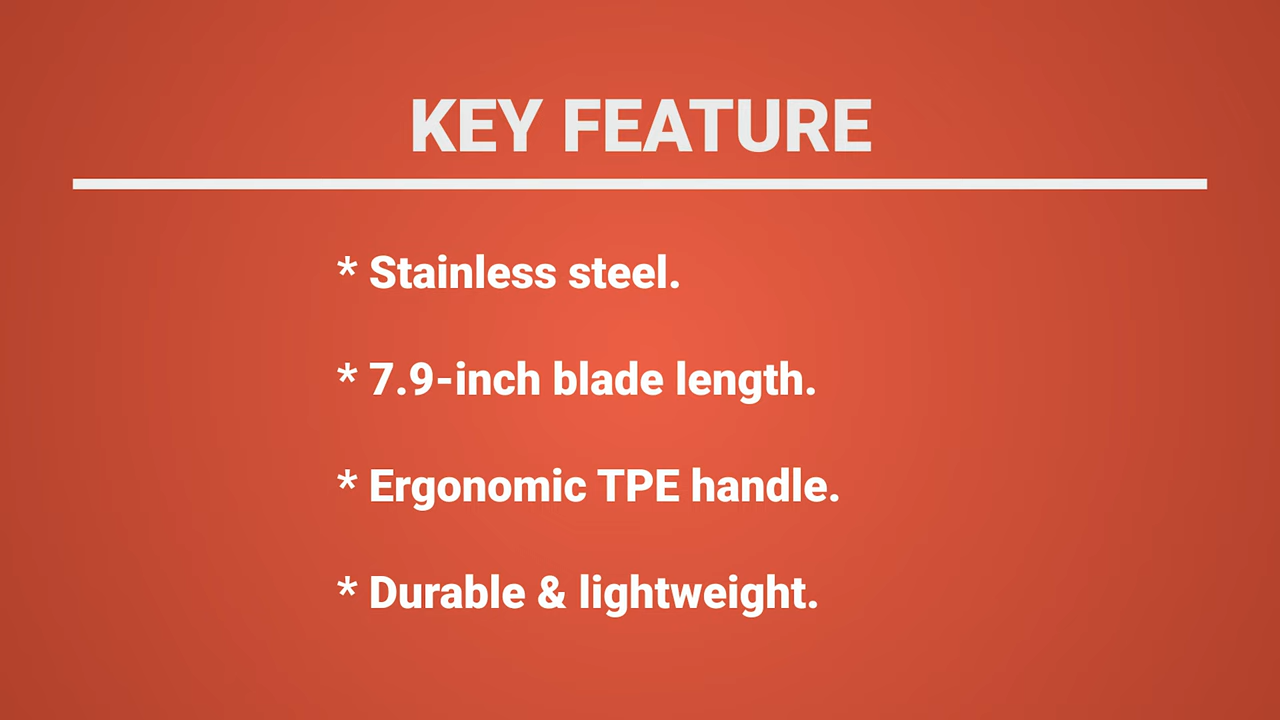 KEY FEATURE
* Stainless steel.
* 7.9-inch blade length.
* Ergonomic TPE handle.
* Durable & lightweight.